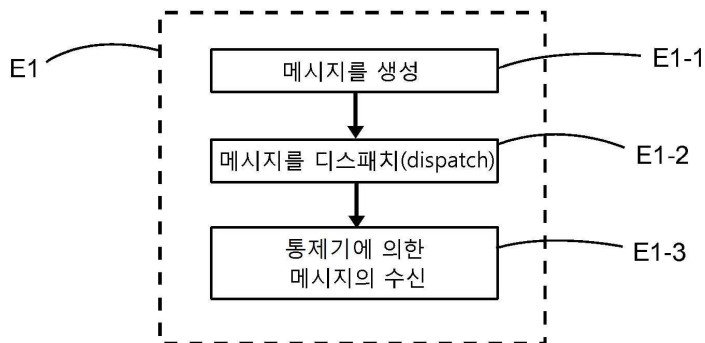 E1
메시지를 생성
E1-1
메시지를 디스패치(dispatch)
E1-2
통제기에 의한
메시지의 수신
E1-3